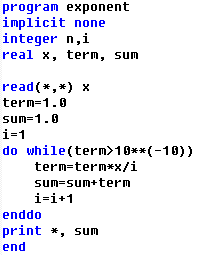 program exponent
implicit none
integer n,i
real x, term, sum
read(*,*) x
term=1.0
sum=1.0
i=1
do while(term>10**(-10))
term=term*x/i
sum=sum+term
i=i+1
enddo
print *, sum
end